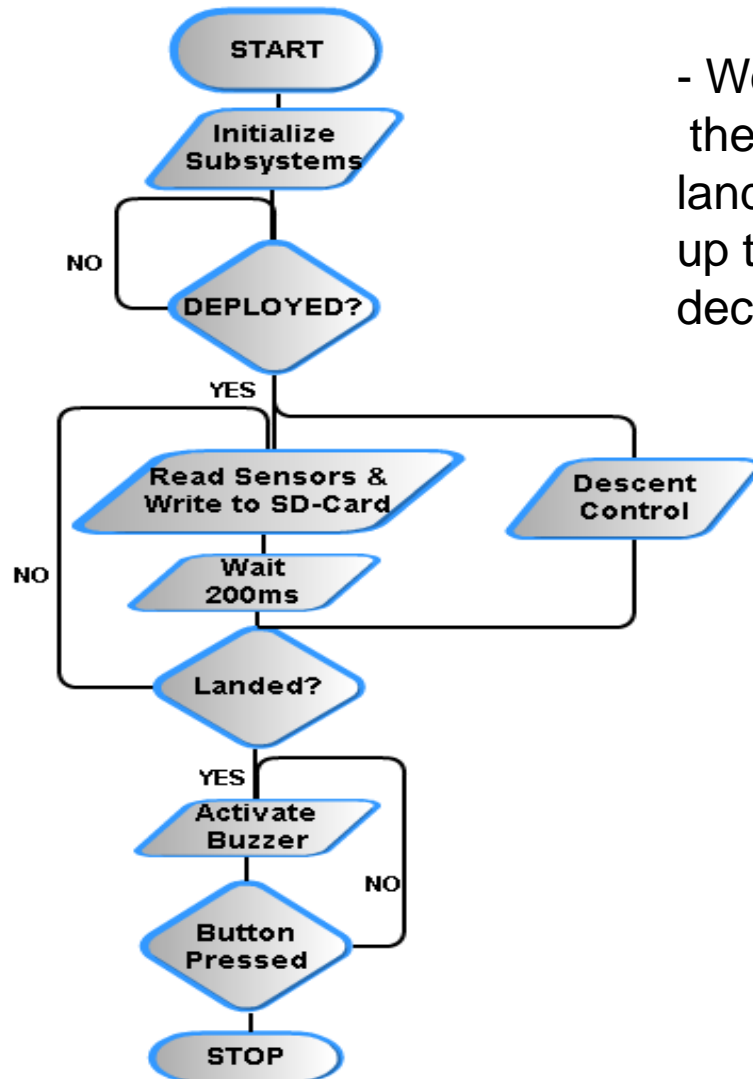 START
Initialize
Subsystems
NO
DEPLOYED?
YES
Read Sensors &
Write to SD-Card
Descent
Control
NO
Wait
200ms
Landed?
YES
Activate
Buzzer
NO
Button
Pressed
STOP
- W
the
land
up t
dec